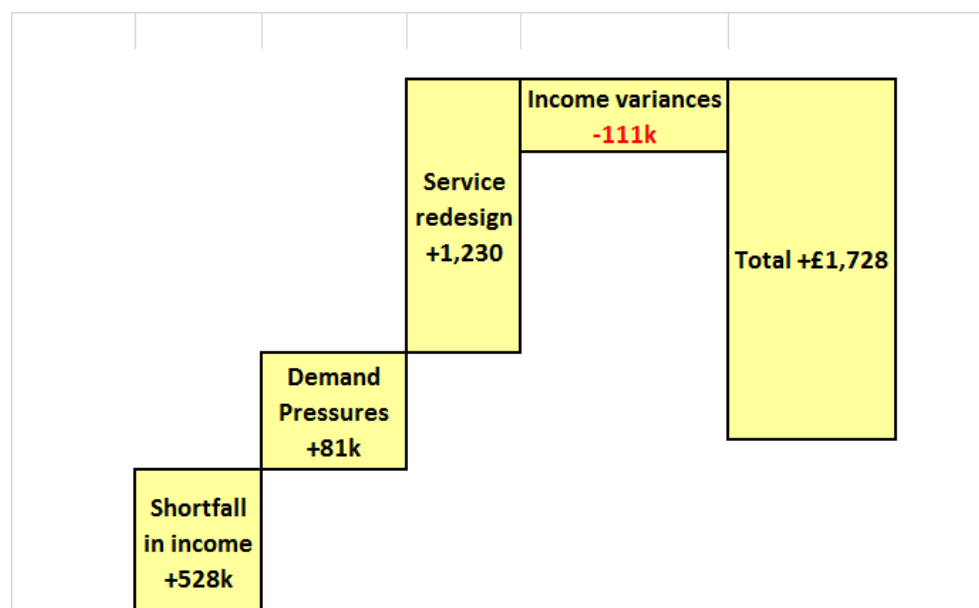 Income variances
-111k
Service
redesign
+1,230
Total +£1,728
Demand
Pressures
+81k
Shortfall
in income
+528k